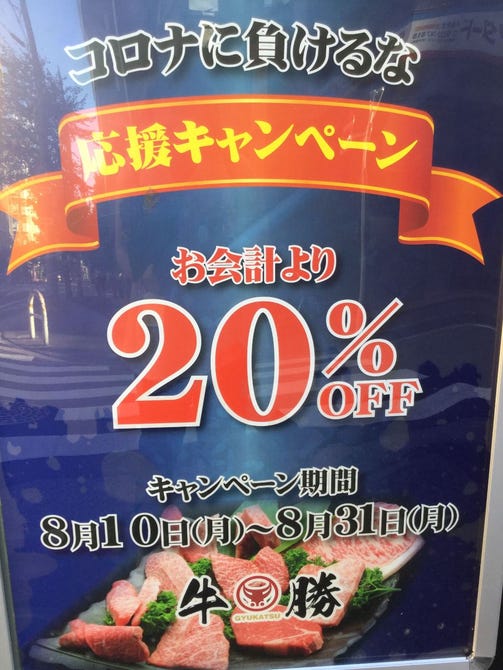 コロナに負けるな
応援キャンペーン
お会計より
20%OFF
キャンペーン期間
8月10日(月)~8月31日(月)
牛勝
GYUKATSU